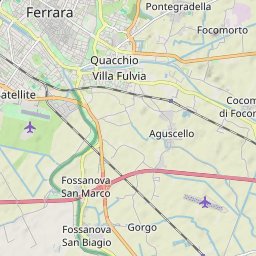 Pontegradella
Ferrara
Focomorto
Quacchio
Villa Fulvia
atellite
Cocom
di Focom
Aguscello
Fossanova
San Marco
Fossanova
San Biagio
Gorgo